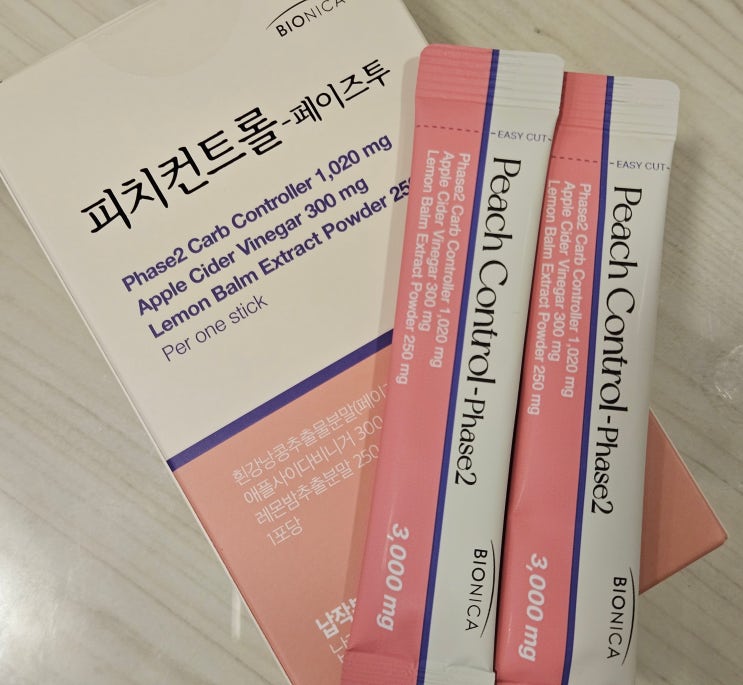 BIONICA
피치컨트롤-페이즈투
Phase2 Carb Controller 1,020 mg
Apple Cider Vinegar 300 mg
Lemon Balm Extract Powder
Per one stick
흰강낭콩추출물분말(페이
애플사이다비니거 300
레몬밤추출분말 250
1포당
EASY CUT
Peach Control-Phase2
Phase2 Carb Controller 1,020 mg
Apple Cider Vinegar 300 mg
Lemon Balm Extract Powder 250 mg
3,000 mg
BIONICA
EASY CUT
Peach Control-Phase2
Phase2 Carb Controller 1,020 mg
Apple Cider Vinegar 300 mg
Lemon Balm Extract Powder 250 mg
3,000 mg
BIONICA